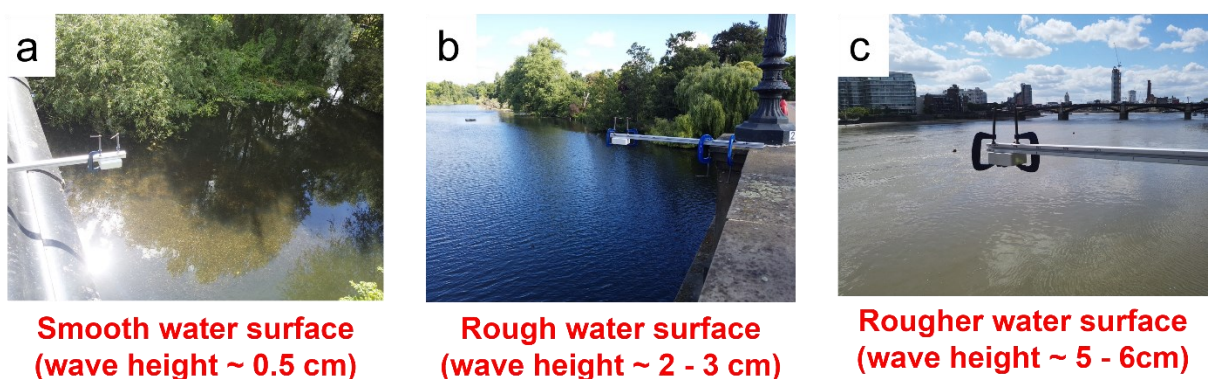 a
b
c
2
Smooth water surface
(wave height ~ 0.5 cm)
Rough water surface
(wave height ~ 2 - 3 cm)
Rougher water surface
(wave height ~ 5 - 6cm)